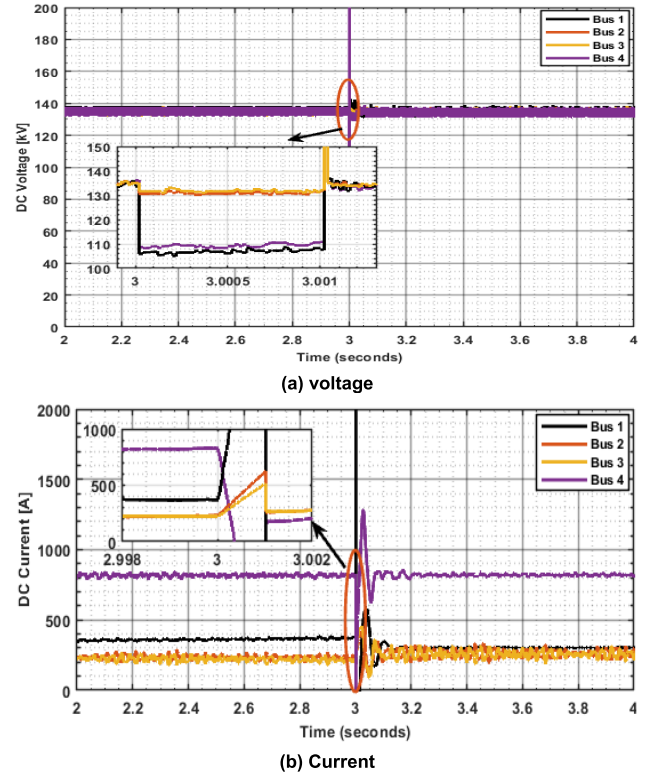 200
180
160
140
120
100
80
60
40
20
0
DC Voltage [kV]
Bus 1
Bus 2
Bus 3
Bus 4
150
140
130
120
110
100
3 3.0005 3.001
2 2.2 2.4 2.6 2.8 3 3.2 3.4 3.6 3.8 4
Time (seconds)
(a) voltage
2000
1500
1000
500
0
DC Current [A]
1000
500
0
2.998 3 3.002
Bus 1
Bus 2
Bus 3
Bus 4
2 2.2 2.4 2.6 2.8 3 3.2 3.4 3.6 3.8 4
Time (seconds)
(b) Current